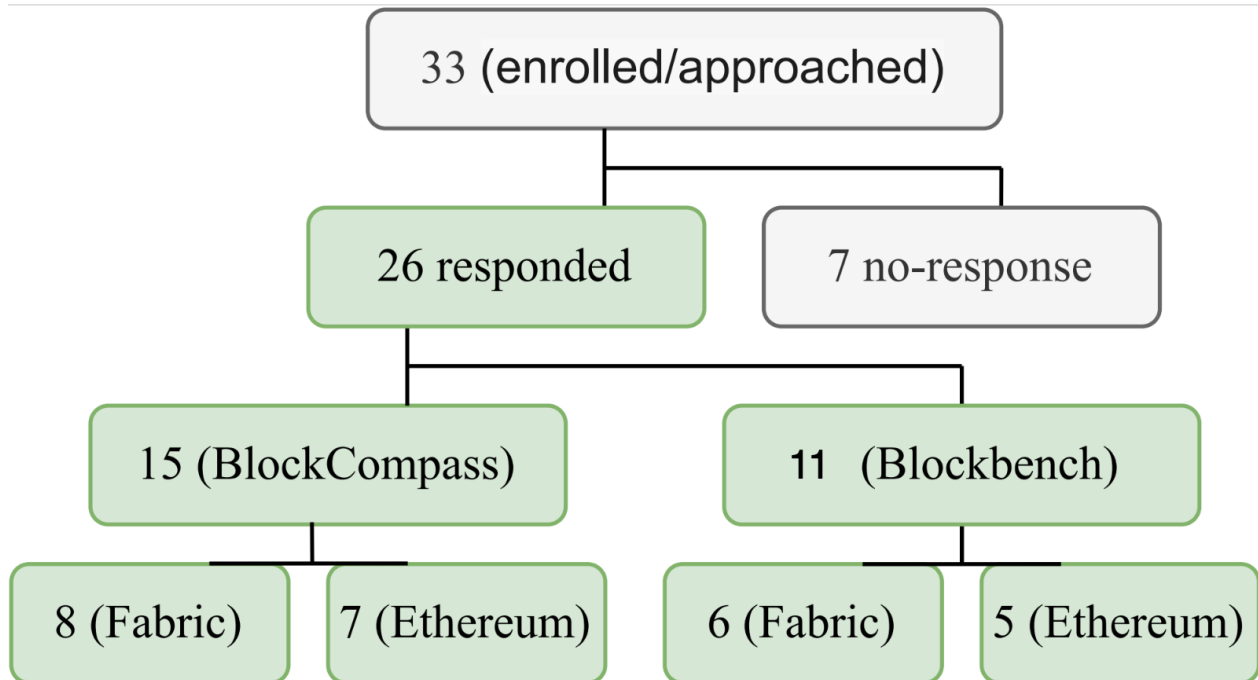 33 (enrolled/approached)
26 responded
7 no-response
15 (BlockCompass)
11 (Blockbench)
8 (Fabric)
7 (Ethereum)
6 (Fabric)
5 (Ethereum)